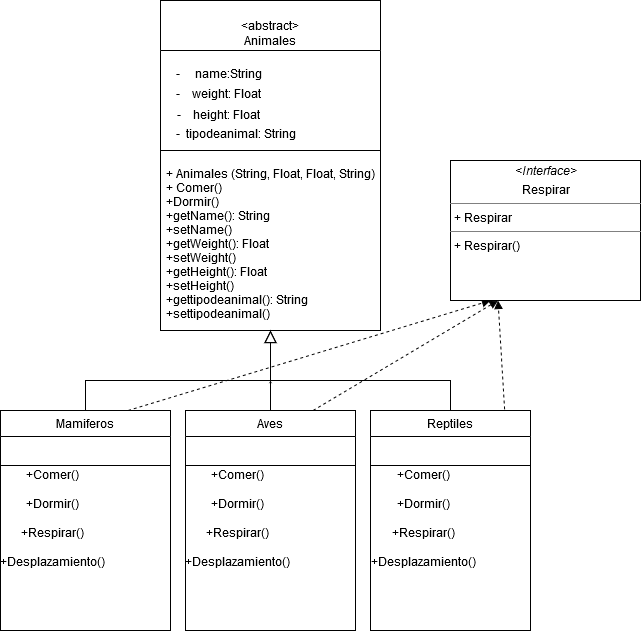 <abstract>
Animales
- name:String
- weight: Float
- height: Float
- tipodeanimal: String
+ Animales (String, Float, Float, String)
+ Comer()
+Dormir()
+getName(): String
+setName()
+getWeight(): Float
+setWeight()
+getHeight(): Float
+setHeight()
+gettipodeanimal(): String
+settipodeanimal()
<Interface>
Respirar
+ Respirar
+ Respirar()
Mamiferos
+Comer()
+Dormir()
+Respirar()
+Desplazamiento()
Aves
+Comer()
+Dormir()
+Respirar()
+Desplazamiento()
Reptiles
+Comer()
+Dormir()
+Respirar()
+Desplazamiento()